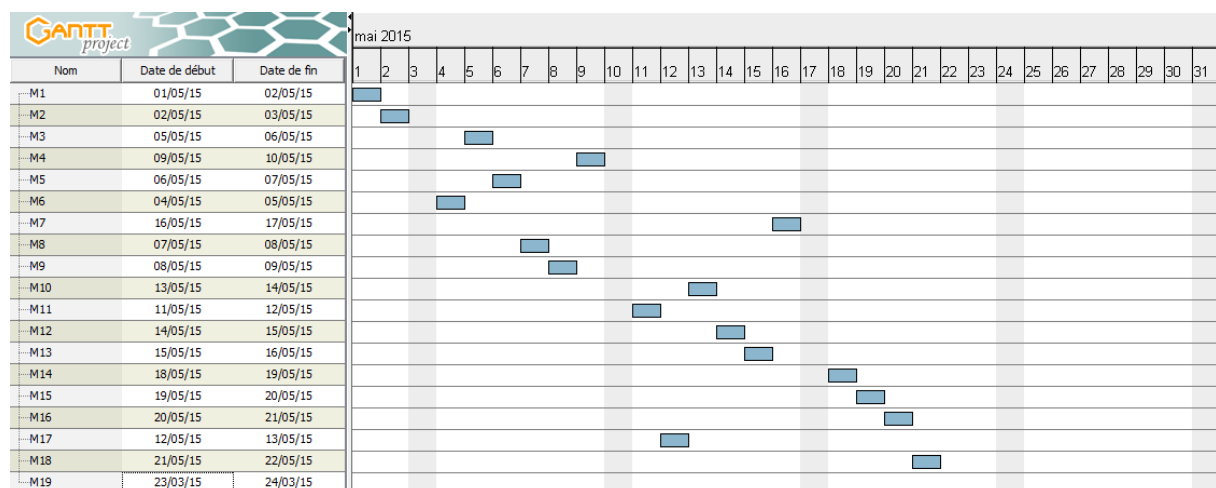 GANTT
project
mai 2015
Nom Date de début Date de fin 1 2 3 4 5 6 7 8 9 10 11 12 13 14 15 16 17 18 19 20 21 22 23 24 25 26 27 28 29 30 31
M1 01/05/15 02/05/15
M2 02/05/15 03/05/15
M3 05/05/15 06/05/15
M4 09/05/15 10/05/15
M5 06/05/15 07/05/15
M6 04/05/15 05/05/15
M7 16/05/15 17/05/15
M8 07/05/15 08/05/15
M9 08/05/15 09/05/15
M10 13/05/15 14/05/15
M11 11/05/15 12/05/15
M12 14/05/15 15/05/15
M13 15/05/15 16/05/15
M14 18/05/15 19/05/15
M15 19/05/15 20/05/15
M16 20/05/15 21/05/15
M17 12/05/15 13/05/15
M18 21/05/15 22/05/15
M19 23/03/15 24/03/15